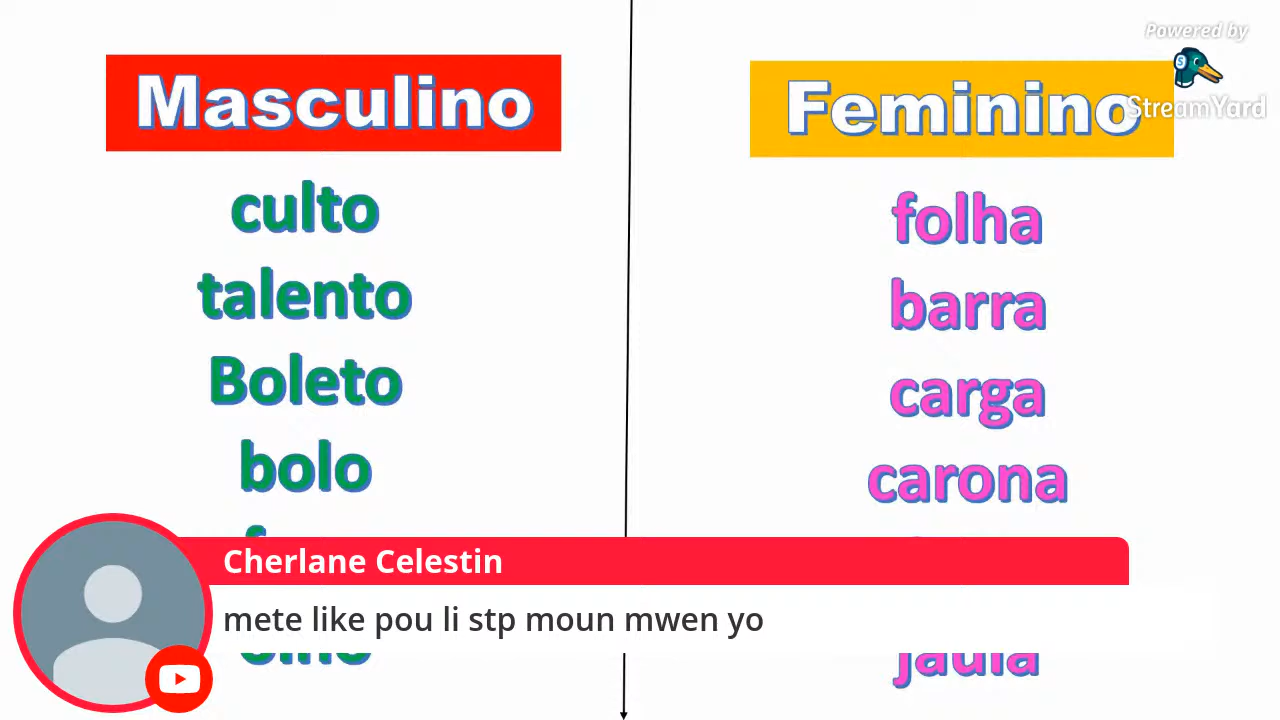 Powered by
StreamYard
Masculino
culto
talento
Boleto
bolo
Feminino
folha
barra
carga
carona
jaula
Cherlane Celestin
mete like pou li stp moun mwen yo